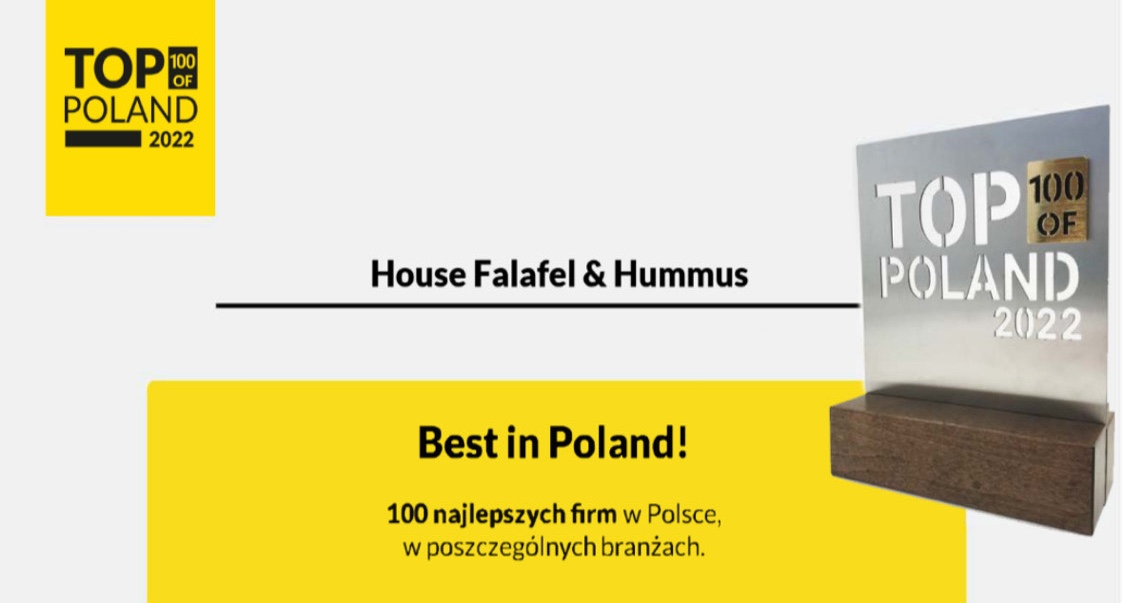 TOP 100 OF
POLAND
2022
House Falafel & Hummus
TOP 100 OF
POLAND
2022
Best in Poland!
100 najlepszych firm w Polsce,
w poszczególnych branżach.